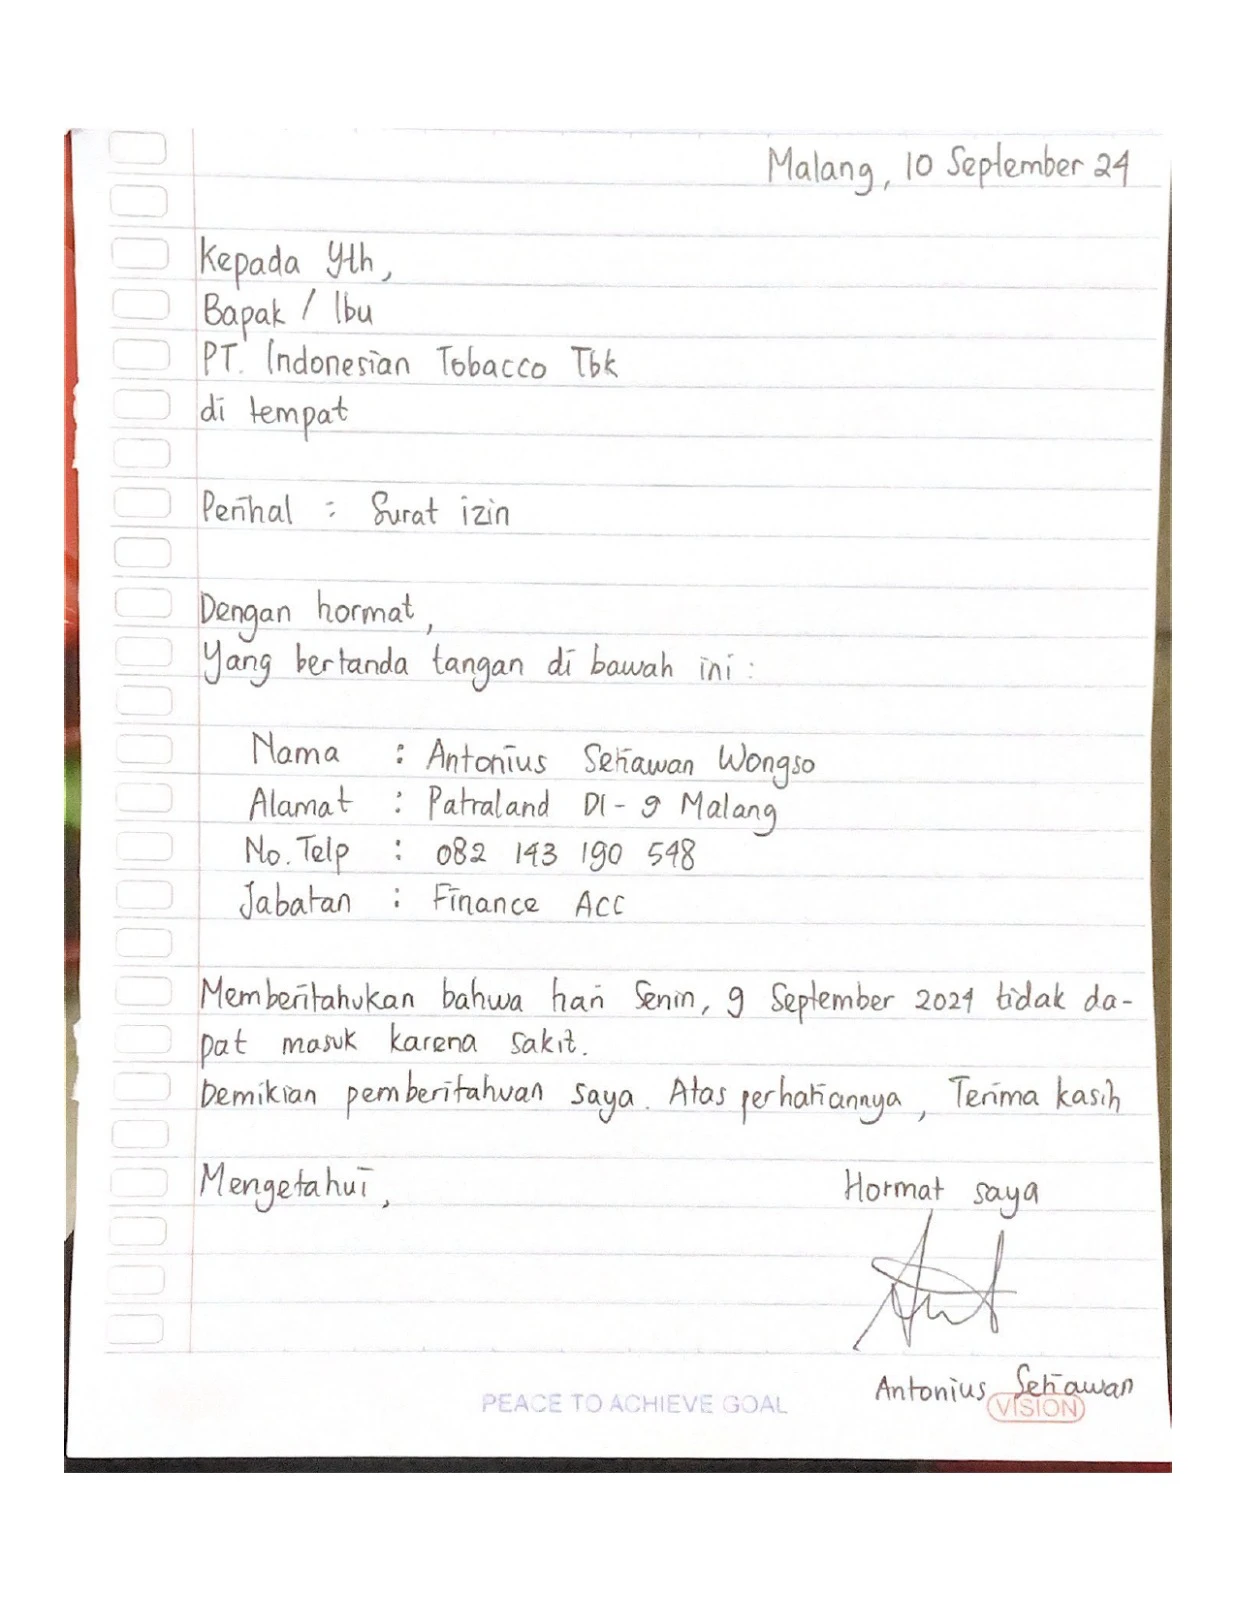 Malang, 10 September 24
Kepada Yth,
Bapak / Ibu
PT. Indonesian Tobacco Tbk
di tempat
Perihal : Surat izin
Dengan hormat,
Yang bertanda tangan di bawah ini :
Nama : Antonius Setiawan Wongso
Alamat : Patraland D1 - 9 Malang
No. Telp : 082 143 190 548
Jabatan : Finance Acc
Memberitahukan bahwa hari Senin, 9 September 2024 tidak da-
pat masuk karena sakit.
Demikian pemberitahuan saya. Atas perhatiannya, Terima kasih
Mengetahui, Hormat saya
Antonius Setiawan
PEACE TO ACHIEVE GOAL VISION